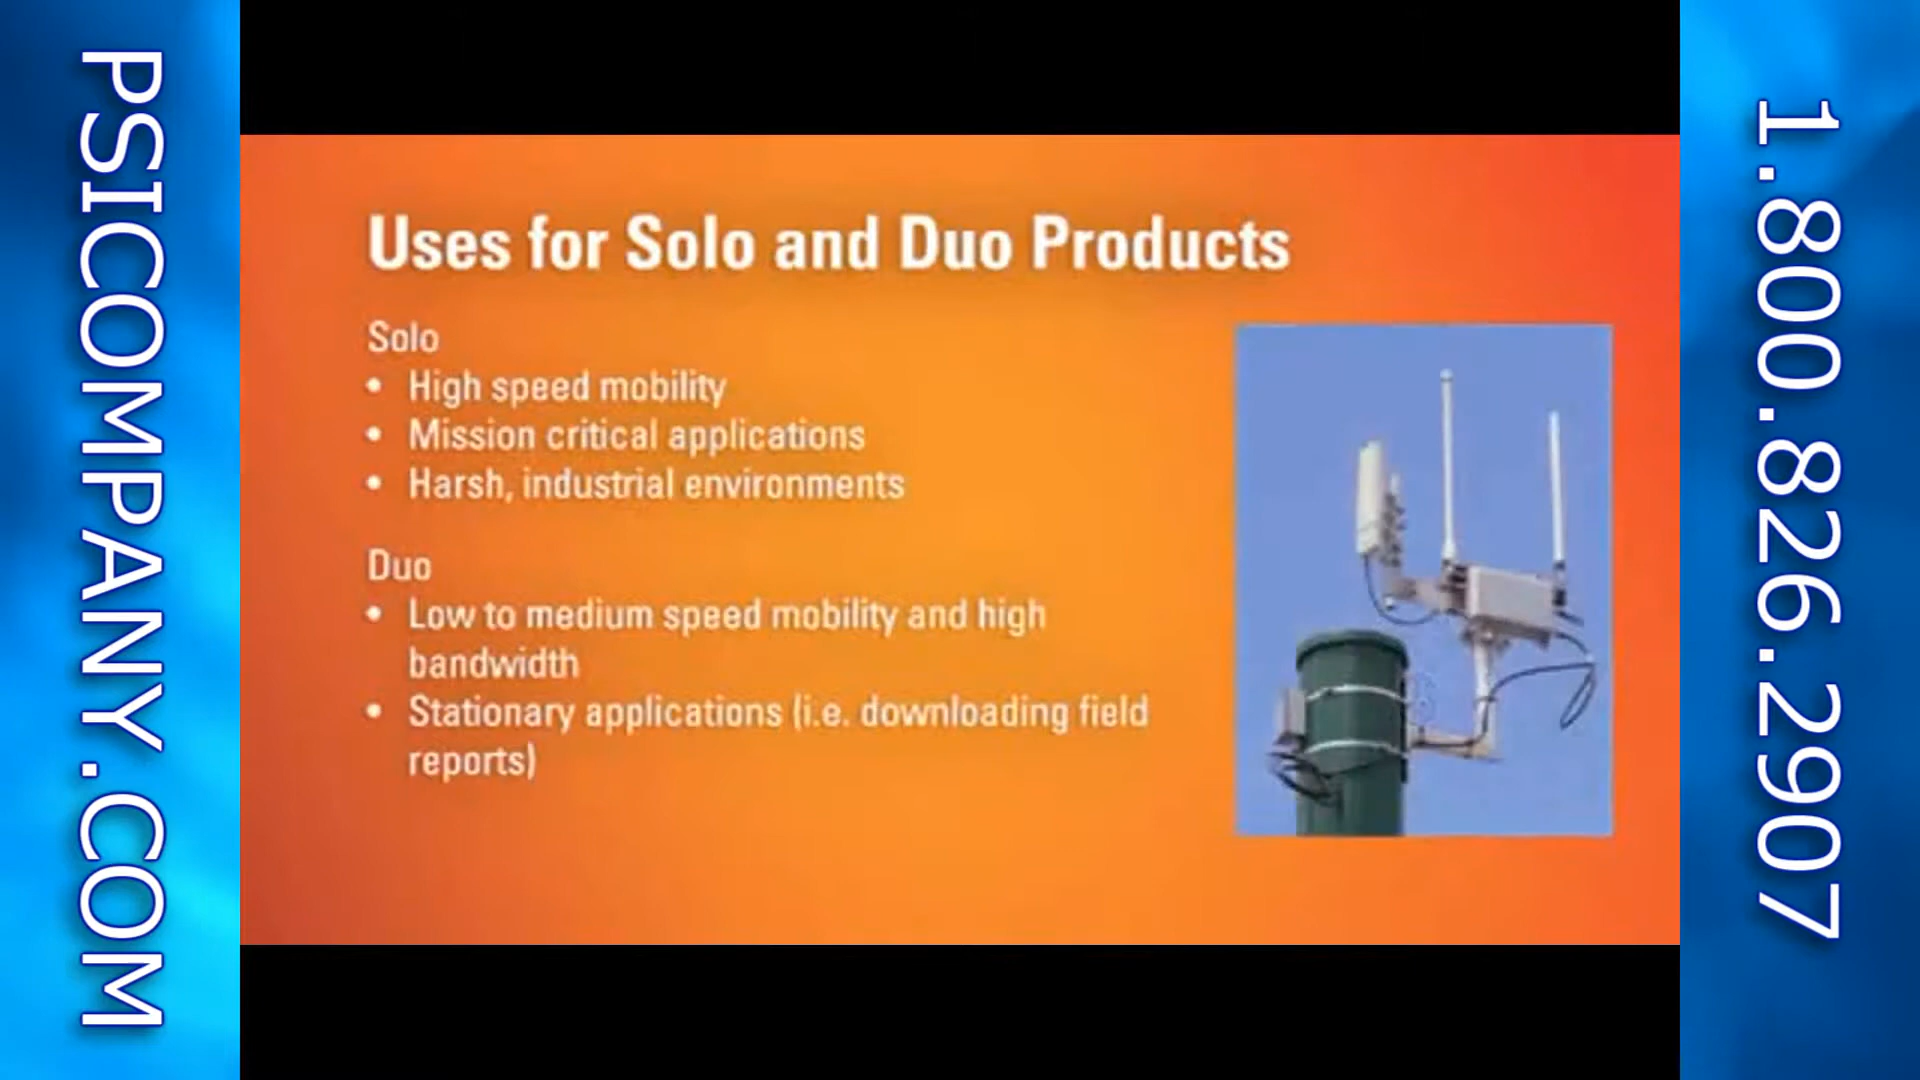 PSICOMPANY.COM
Uses for Solo and Duo Products
Solo
• High speed mobility
• Mission critical applications
• Harsh, industrial environments
Duo
• Low to medium speed mobility and high
bandwidth
• Stationary applications (i.e. downloading field
reports)
1.800.826.2907